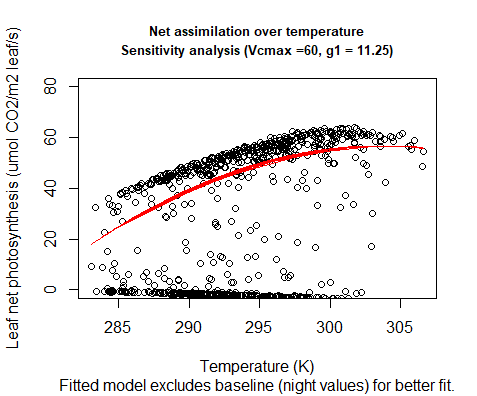 Net assimilation over temperature
Sensitivity analysis (Vcmax =60, g1 = 11.25)
Leaf net photosynthesis (umol CO2/m2 leaf/s)
80
60
40
20
0
285
290
295
300
305
Temperature (K)
Fitted model excludes baseline (night values) for better fit.